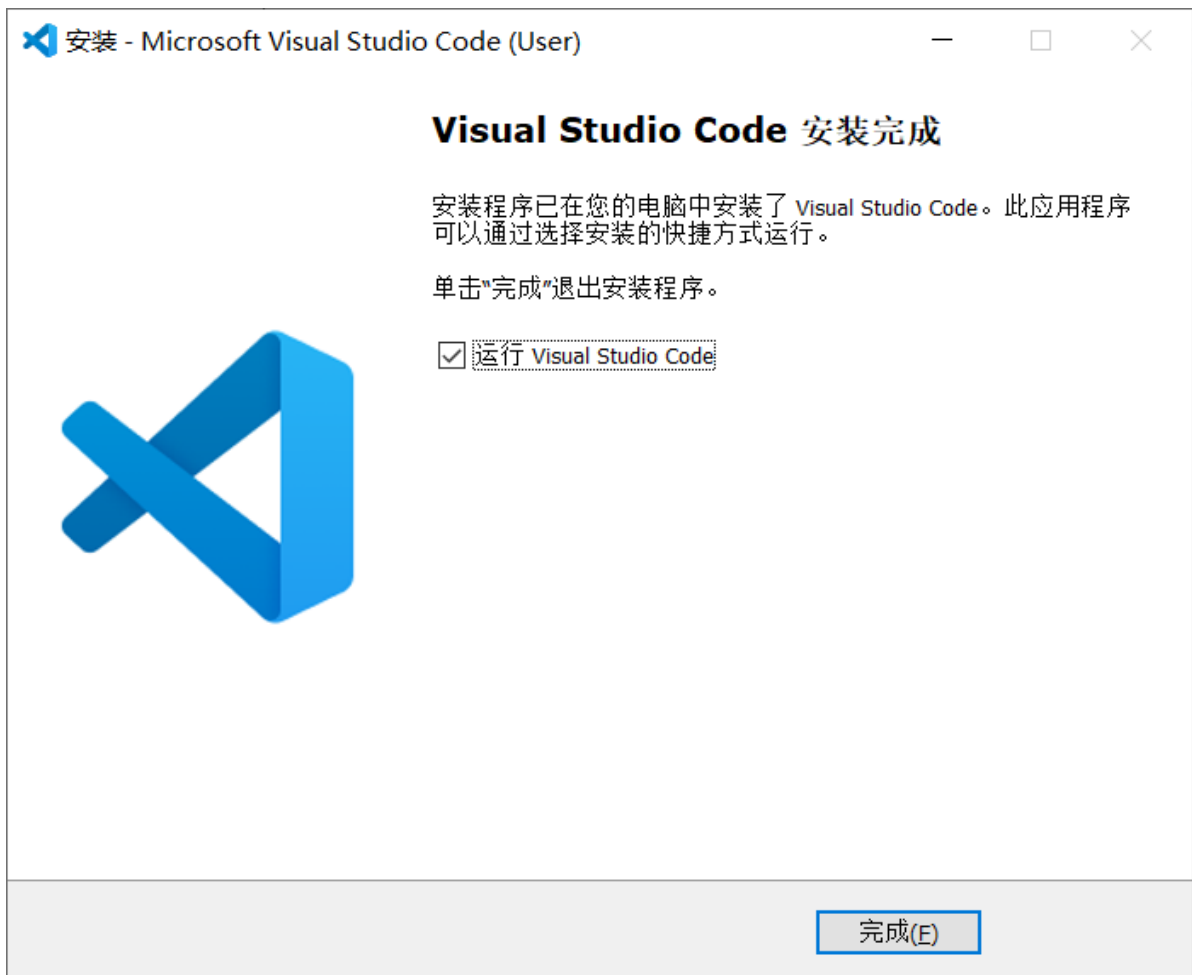 安装 - Microsoft Visual Studio Code (User)
Visual Studio Code 安装完成
安装程序已在您的电脑中安装了 Visual Studio Code。此应用程序
可以通过选择安装的快捷方式运行。
单击“完成”退出安装程序。
运行 Visual Studio Code
完成(F)